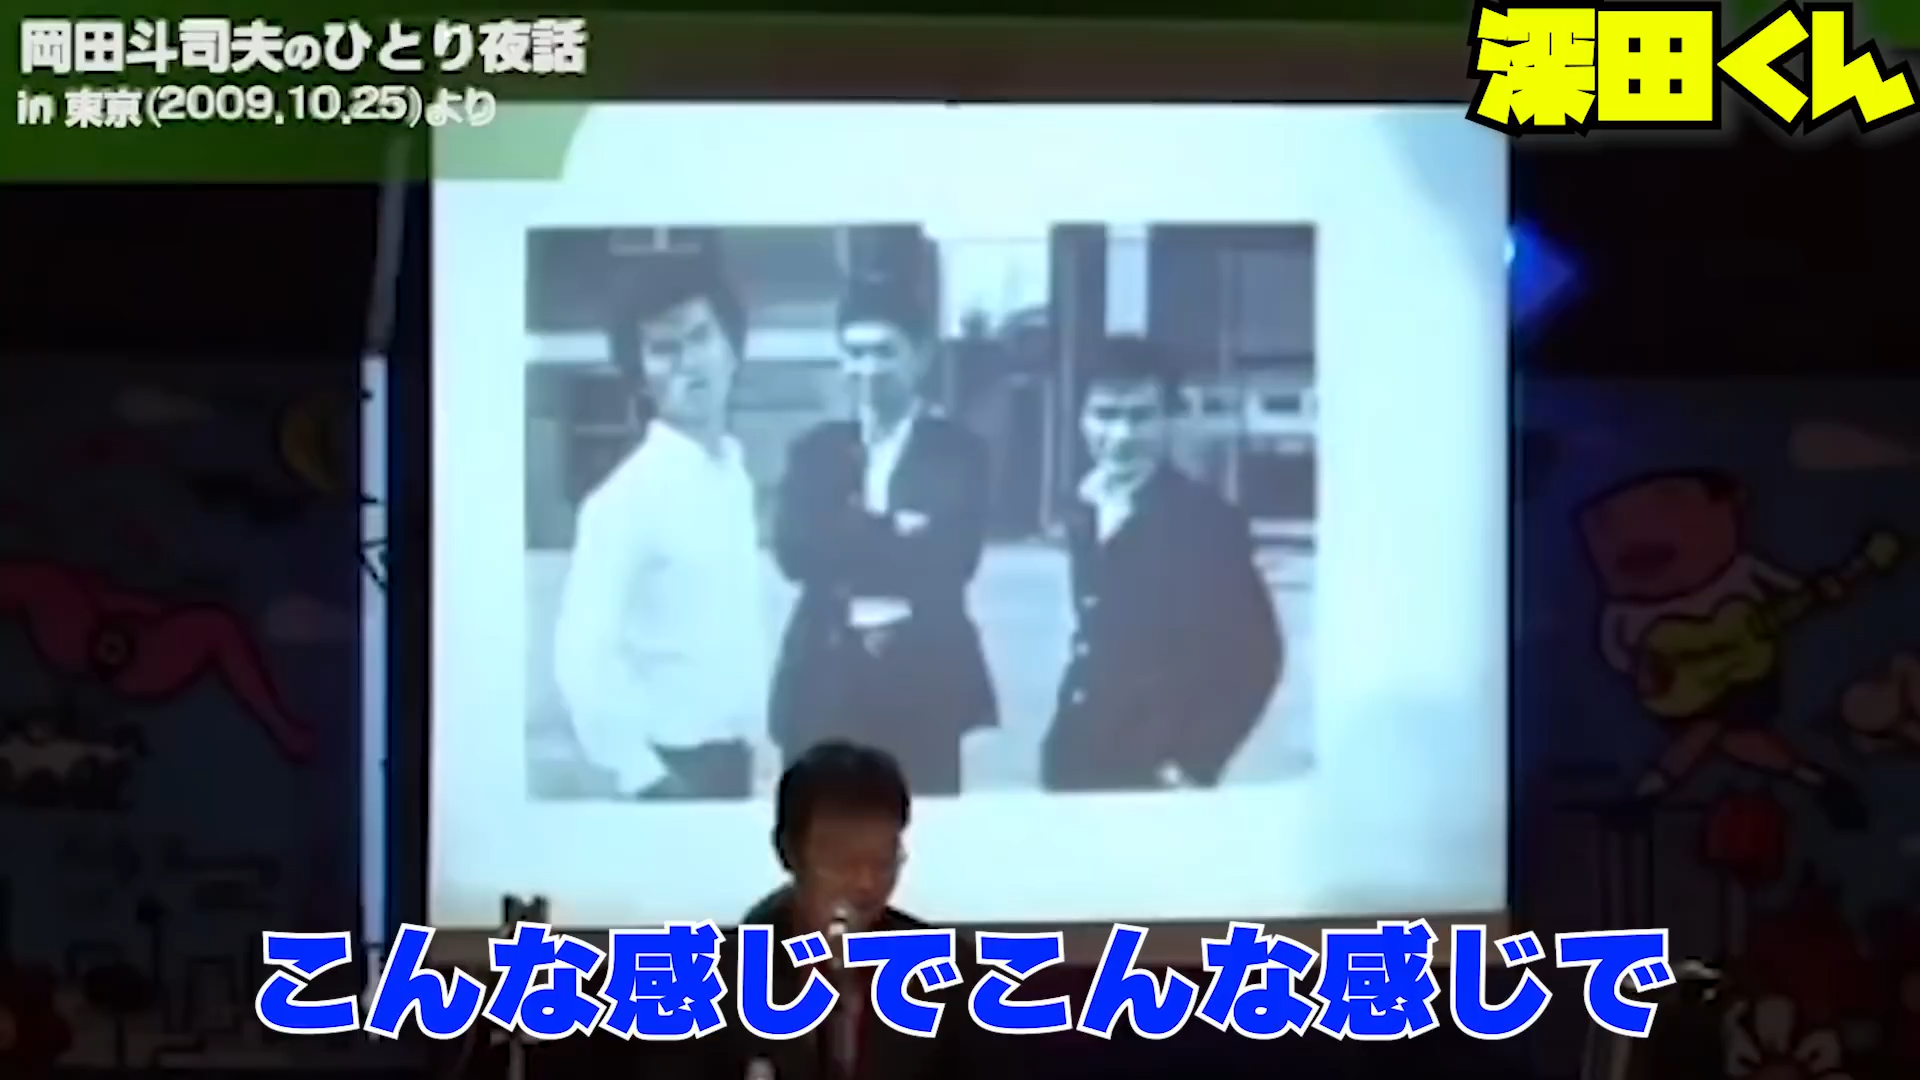 岡田斗司夫のひとり夜話
in 東京(2009.10.25)より
深田くん
こんな感じでこんな感じで